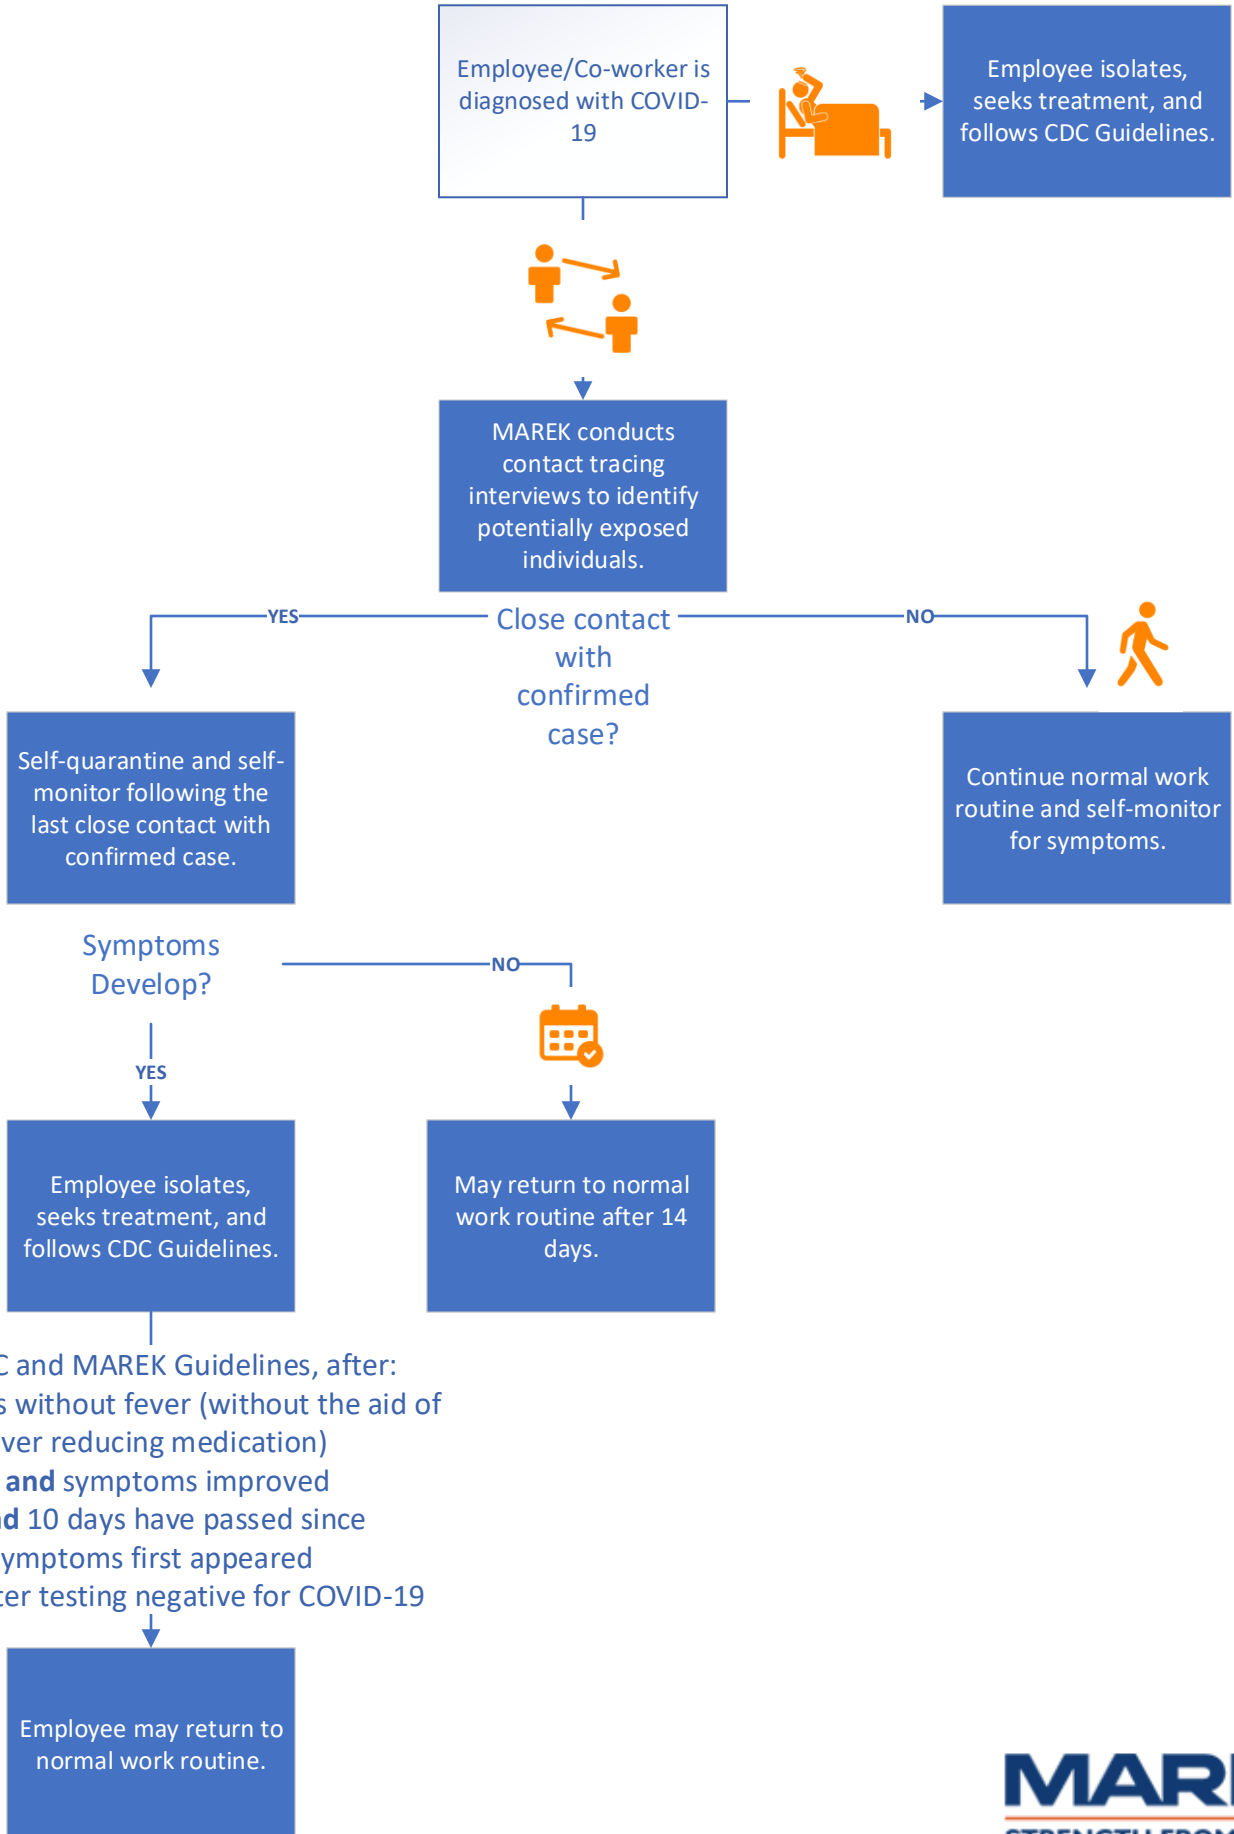 Employee/Co-worker is
diagnosed with COVID-
19
Employee isolates,
seeks treatment, and
follows CDC Guidelines.
MAREK conducts
contact tracing
interviews to identify
potentially exposed
individuals.
YES
Close contact
with
confirmed
case?
NO
Self-quarantine and self-
monitor following the
last close contact with
confirmed case.
Continue normal work
routine and self-monitor
for symptoms.
Symptoms
Develop?
NO
YES
Employee isolates,
seeks treatment, and
follows CDC Guidelines.
May return to normal
work routine after 14
days.
C and MAREK Guidelines, after:
s without fever (without the aid of
ver reducing medication)
and symptoms improved
nd 10 days have passed since
symptoms first appeared
ter testing negative for COVID-19
Employee may return to
normal work routine.
MAR
STRENGTH FROM